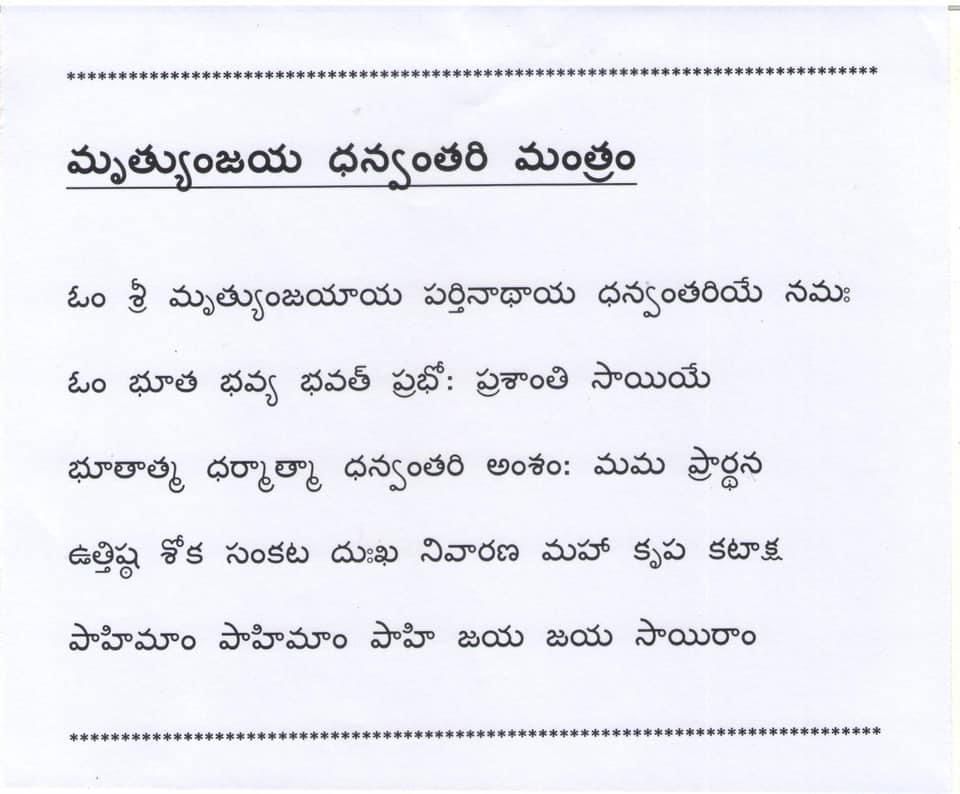 ********************************************************************************
మృత్యుంజయ ధన్వంతరి మంత్రం
ఓం శ్రీ మృత్యుంజయాయ పర్తినాథాయ ధన్వంతరియే నమః
ఓం భూత భవ్య భవత్ ప్రభో: ప్రశాంతి సాయియే
భూతాత్మ ధర్మాత్మా ధన్వంతరి అంశం: మమ ప్రార్థన
ఉత్తిష్ఠ శోక సంకట దుఃఖ నివారణ మహా కృప కటాక్ష
పాహిమాం పాహిమాం పాహి జయ జయ సాయిరాం
********************************************************************************